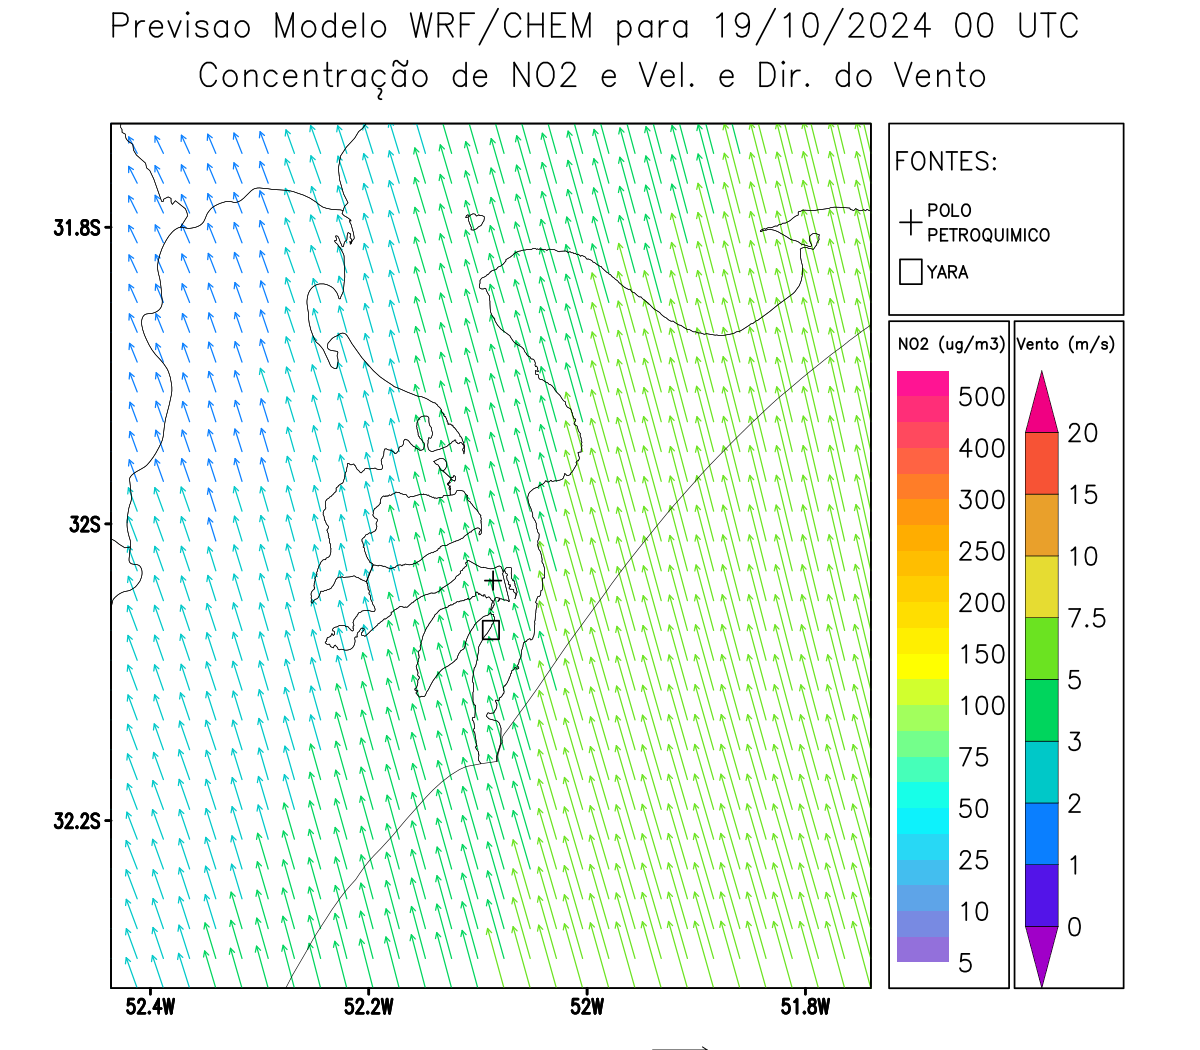 Previsao Modelo WRF/CHEM para 19/10/2024 00 UTC
Concentração de NO2 e Vel. e Dir. do Vento
FONTES:
POLO
PETROQUIMICO
YARA
NO2 (ug/m3)
500
400
300
250
200
150
100
75
50
25
10
5
Vento (m/s)
20
15
10
7.5
5
3
2
1
0
31.8S
32S
32.2S
52.4W
52.2W
52W
51.8W